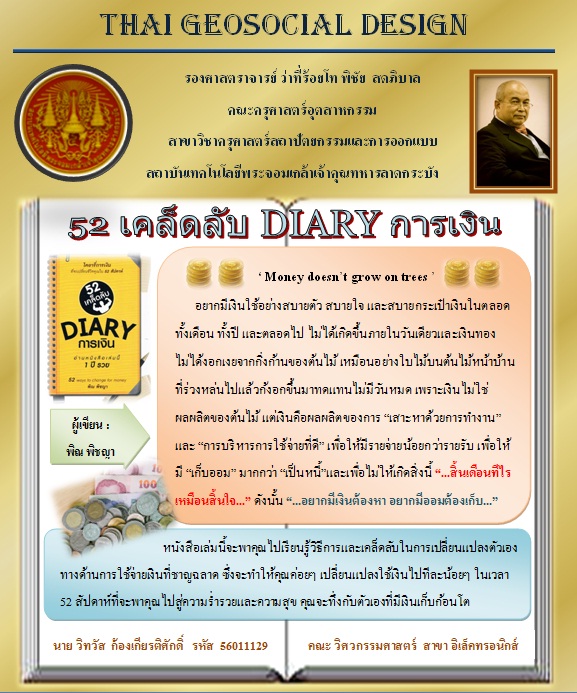 THAI GEOSOCIAL DESIGN
รองศาสตราจารย์ ว่าที่ร้อยโท พิชัย สดภิบาล
คณะครุศาสตร์อุตสาหกรรม
สาขาวิชาครุศาสตร์สถาปัตยกรรมและการออกแบบ
สถาบันเทคโนโลยีพระจอมเกล้าเจ้าคุณทหารลาดกระบัง
52 เคล็ดลับ DIARY การเงิน
52
เคล็ดลับ
DIARY
การเงิน
อ่านหนังสือเล่มนี้
1 ปี รวย
52 ways to change for money
พิณ พิชญา
ผู้เขียน :
พิณ พิชญา
‘ Money doesn’t grow on trees ’
อยากมีเงินใช้อย่างสบายตัว สบายใจ และสบายกระเป๋าเงินในตลอด
ทั้งเดือน ทั้งปี และตลอดไป ไม่ได้เกิดขึ้นภายในวันเดียวและเงินทอง
ไม่ได้งอกเงยจากกิ่งก้านของต้นไม้ เหมือนอย่างใบไม้บนต้นไม้หน้าบ้าน
ที่ร่วงหล่นไปแล้วก็งอกขึ้นมาทดแทนไม่มีวันหมด เพราะเงินไม่ใช่
ผลผลิตของต้นไม้ แต่เงินคือผลผลิตของการ “เสาะหาด้วยการทำงาน”
และ “การบริหารการใช้จ่ายที่ดี” เพื่อให้มีรายจ่ายน้อยกว่ารายรับ เพื่อให้
มี “เก็บออม” มากกว่า “เป็นหนี้”และเพื่อไม่ให้เกิดสิ่งนี้ “...สิ้นเดือนทีไร
เหมือนสิ้นใจ...” ดังนั้น “...อยากมีเงินต้องหา อยากมีออมต้องเก็บ...”
หนังสือเล่มนี้จะพาคุณไปเรียนรู้วิธีการและเคล็ดลับในการเปลี่ยนแปลงตัวเอง
ทางด้านการใช้จ่ายเงินที่ชาญฉลาด ซึ่งจะทำให้คุณค่อยๆ เปลี่ยนแปลงใช้เงินไปทีละน้อยๆ ในเวลา
52 สัปดาห์ที่จะพาคุณไปสู่ความร่ำรวยและความสุข คุณจะทึ่งกับตัวเองที่มีเงินเก็บก้อนโต
นาย วิทวัส ก้องเกียรติศักดิ์ รหัส 56011129 คณะ วิศวกรรมศาสตร์ สาขา อิเล็คทรอนิกส์